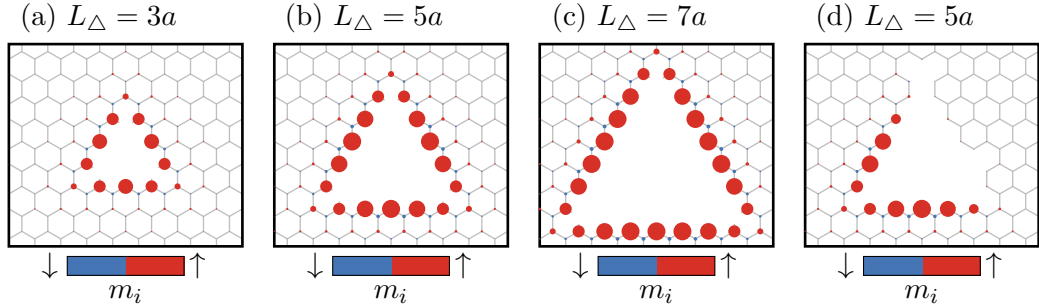 (a) L△ = 3a
(b) L△ = 5a
(c) L△ = 7a
(d) L△ = 5a
↓ ↑
mᵢ
↓ ↑
mᵢ
↓ ↑
mᵢ
↓ ↑
mᵢ